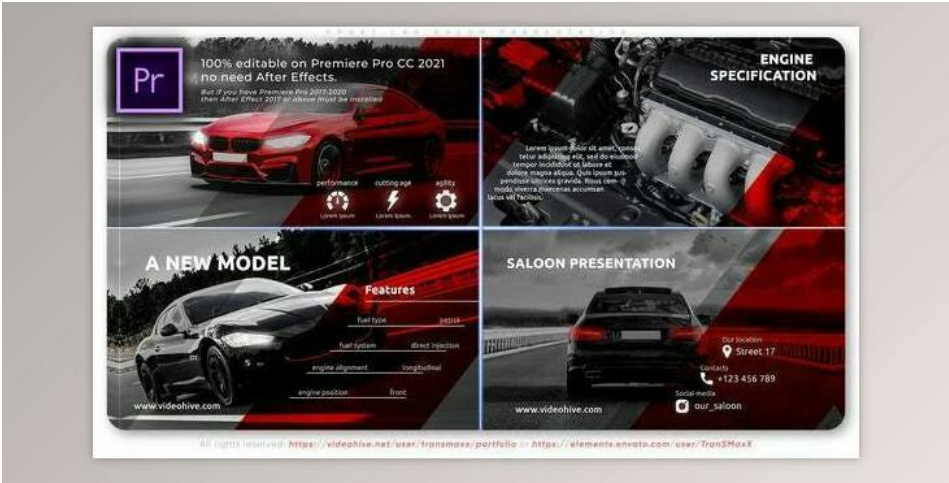 SPORT CAR SALON PRESENTATION
Pr
100% editable on Premiere Pro CC 2021
no need After Effects.
But if you have Premiere Pro 2017-2020
then After Effect 2017 or above must be installed
performance
cutting age
agility
Lorem Ipsum
Lorem Ipsum
Lorem Ipsum
ENGINE
SPECIFICATION
Lorem ipsum dolor sit amet, consec
tetur adipiscing elit, sed do eiusmod
tempor incididunt ut labore et
dolore magna aliqua. Quis ipsum sus-
pendisse ultrices gravida. Risus com-
modo viverra maecenas accumsan
lacus vel facilisis.
A NEW MODEL
Features
fuel type petrol
fuel system direct injection
engine alignment longitudinal
engine position front
www.videohive.com
SALOON PRESENTATION
Our location
Street 17
Contacts
+123 456 789
Social media
our_saloon
www.videohive.com
All rights reserved. https://videohive.net/user/transmaxx/portfolio or https://elements.envato.com/user/TranSMaxX